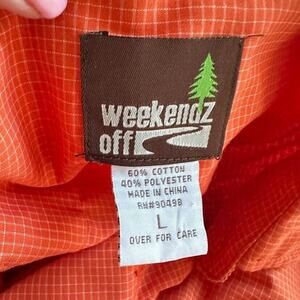 weekendz
off
60% COTTON
40% POLYESTER
MADE IN CHINA
RN#90498
L
OVER FOR CARE